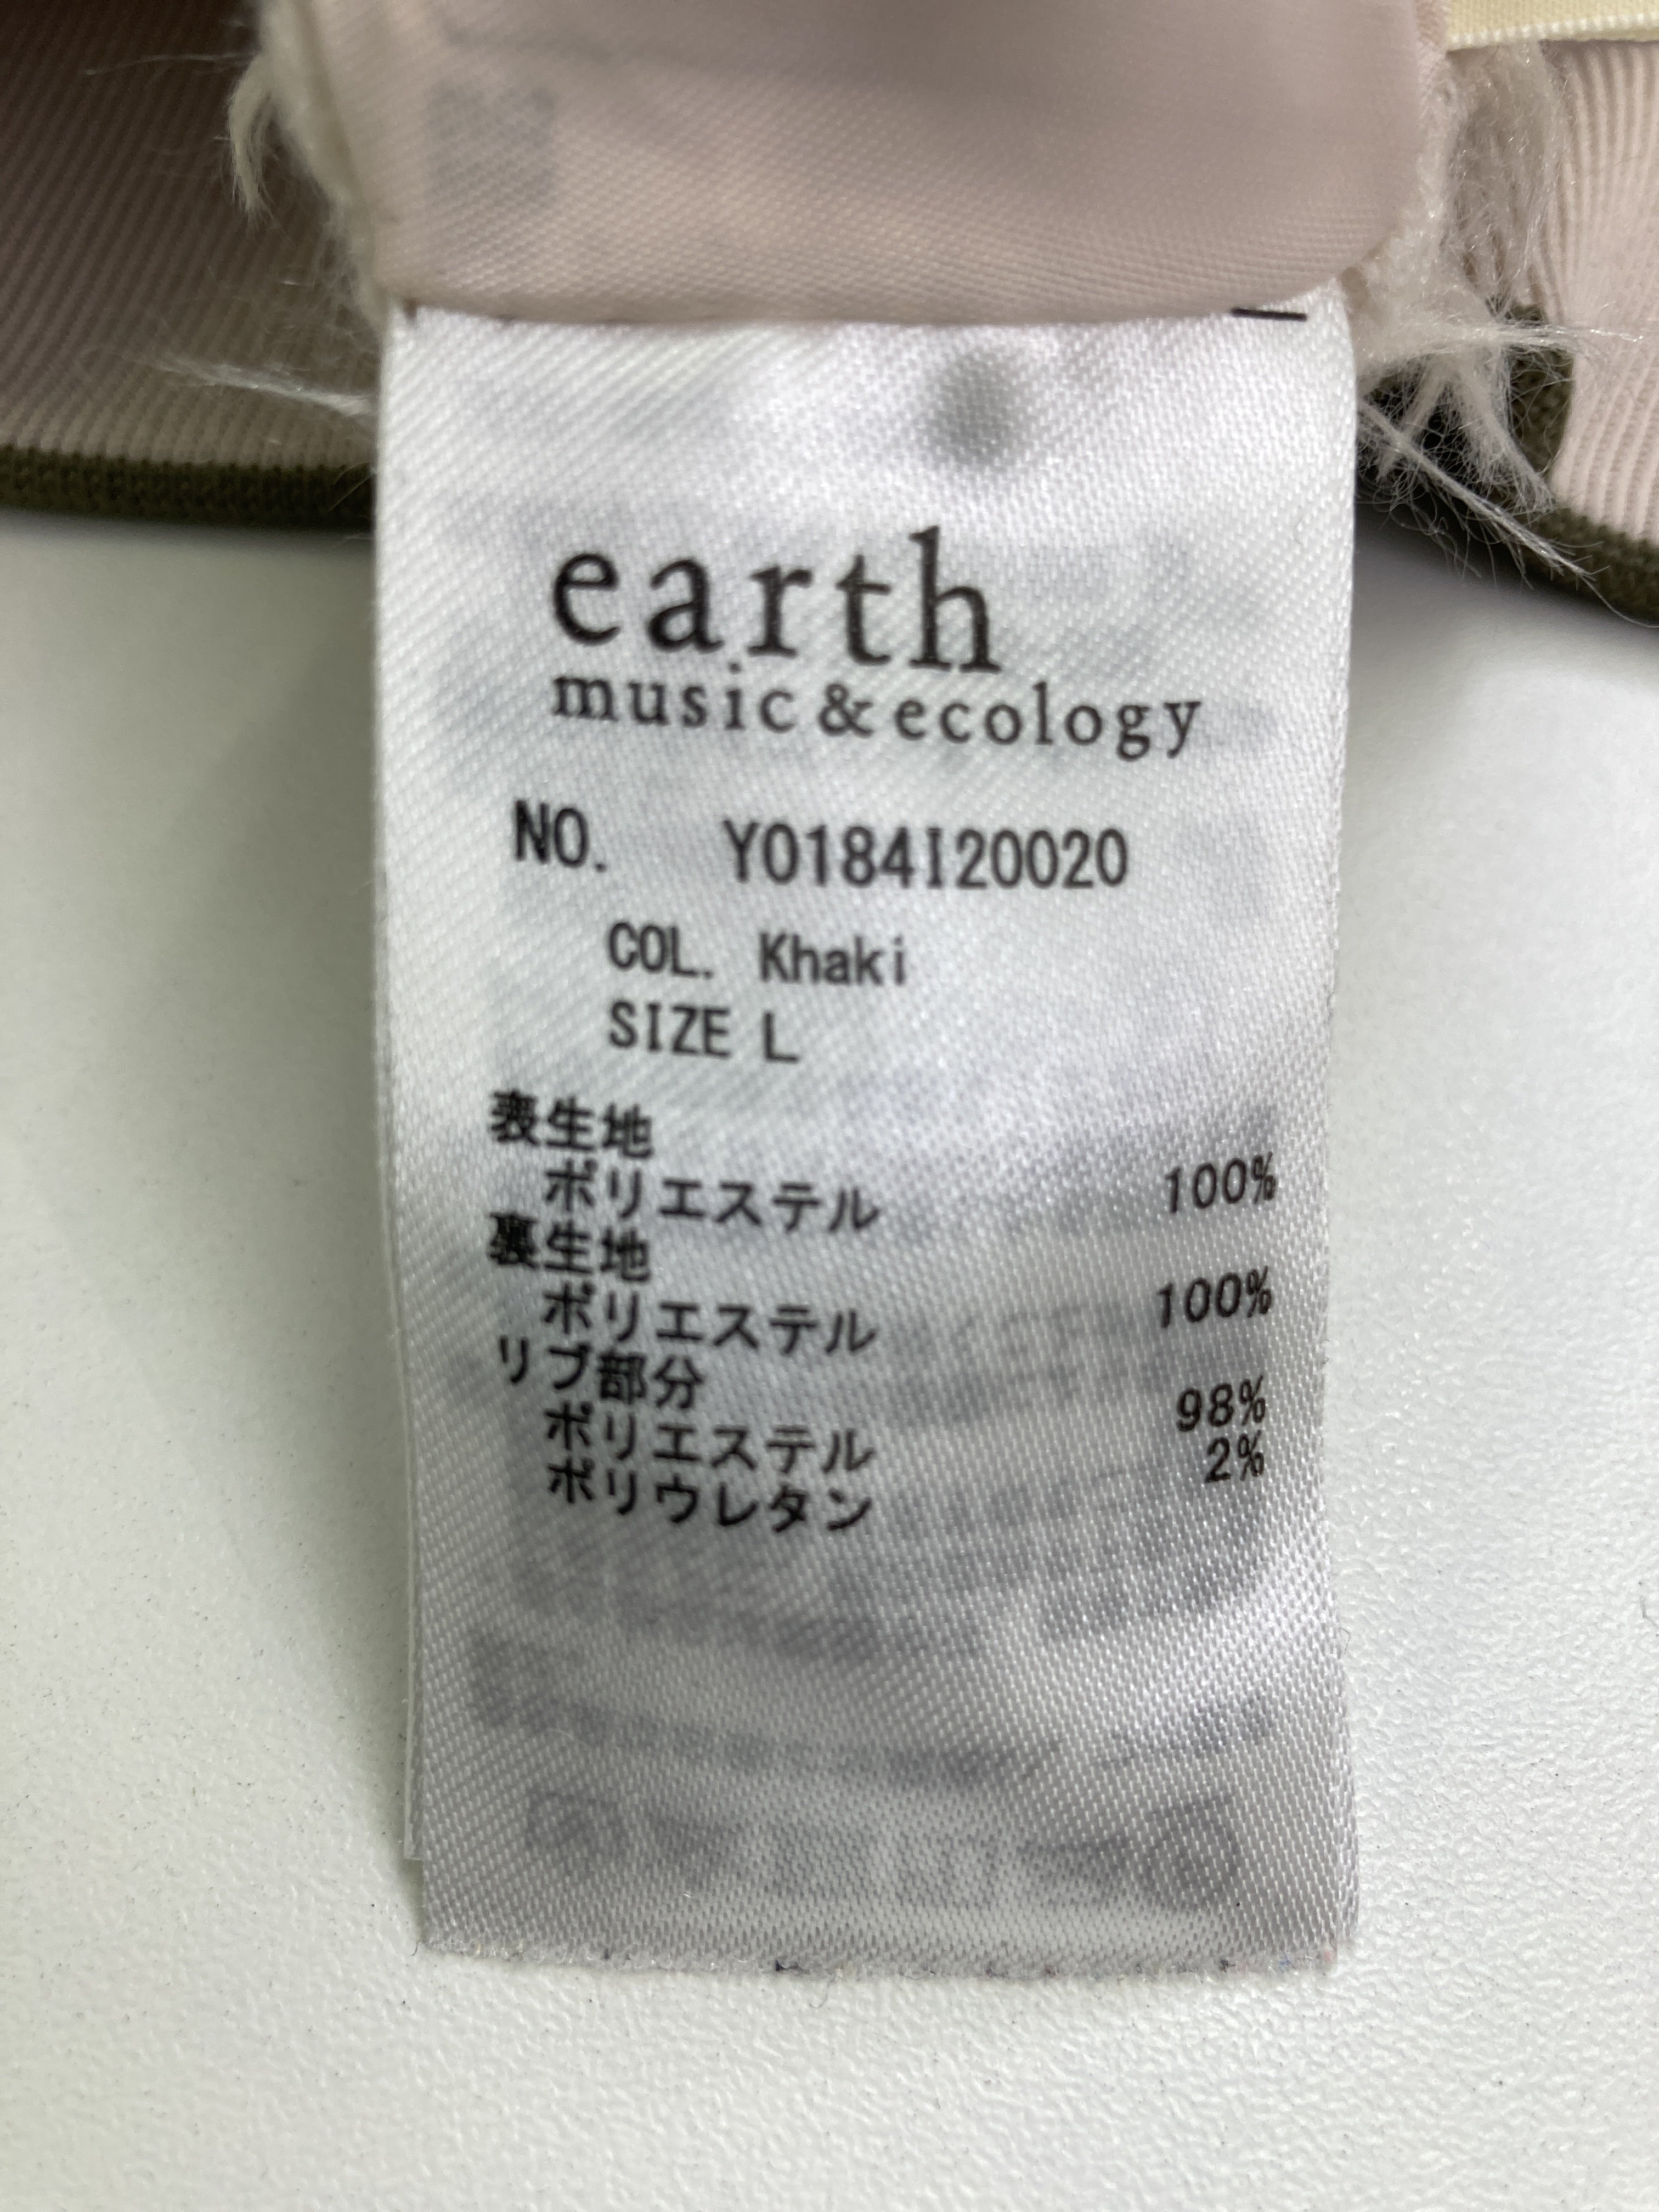 earth
music & ecology
NO. Y0184I20020
COL. Khaki
SIZE L
表生地
ポリエステル 100%
裏生地
ポリエステル 100%
リブ部分
ポリエステル 98%
ポリウレタン 2%